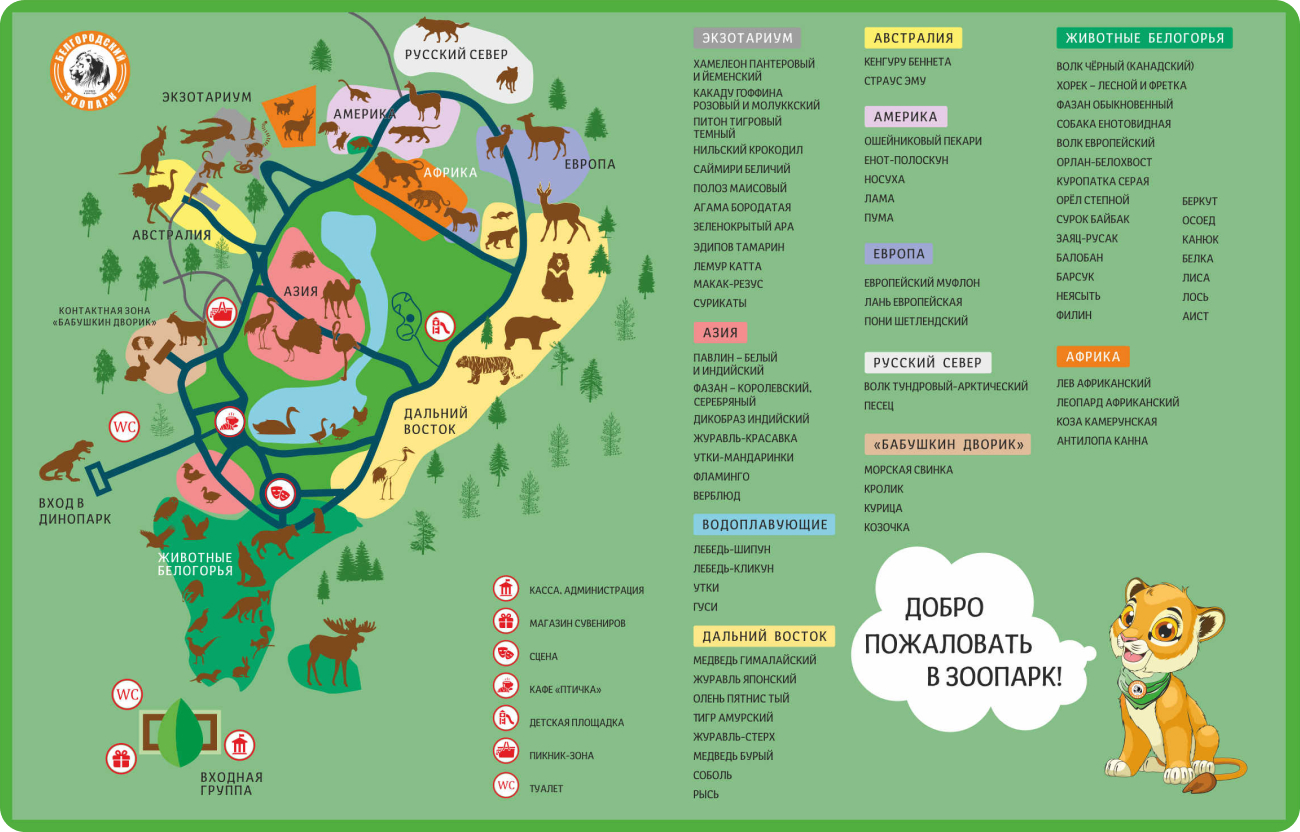 БЕЛГОРОДСКИЙ
ЗООПАРК
РУССКИЙ СЕВЕР
ЭКЗОТАРИУМ
АМЕРИКА
ЕВРОПА
АФРИКА
АВСТРАЛИЯ
АЗИЯ
КОНТАКТНАЯ ЗОНА
«БАБУШКИН ДВОРИК»
WC
ДАЛЬНИЙ
ВОСТОК
ВХОД В
ДИНОПАРК
ЖИВОТНЫЕ
БЕЛОГОРЬЯ
WC
ВХОДНАЯ
ГРУППА
КАССА. АДМИНИСТРАЦИЯ
МАГАЗИН СУВЕНИРОВ
СЦЕНА
КАФЕ «ПТИЧКА»
ДЕТСКАЯ ПЛОЩАДКА
ПИКНИК-ЗОНА
WC ТУАЛЕТ
ЭКЗОТАРИУМ
ХАМЕЛЕОН ПАНТЕРОВЫЙ
И ЙЕМЕНСКИЙ
КАКАДУ ГОФФИНА
РОЗОВЫЙ И МОЛУККСКИЙ
ПИТОН ТИГРОВЫЙ
ТЕМНЫЙ
НИЛЬСКИЙ КРОКОДИЛ
САЙМИРИ БЕЛИЧИЙ
ПОЛОЗ МАИСОВЫЙ
АГАМА БОРОДАТАЯ
ЗЕЛЕНОКРЫТЫЙ АРА
ЭДИПОВ ТАМАРИН
ЛЕМУР КАТТА
МАКАК-РЕЗУС
СУРИКАТЫ
АЗИЯ
ПАВЛИН – БЕЛЫЙ
И ИНДИЙСКИЙ
ФАЗАН – КОРОЛЕВСКИЙ.
СЕРЕБРЯНЫЙ
ДИКОБРАЗ ИНДИЙСКИЙ
ЖУРАВЛЬ-КРАСАВКА
УТКИ-МАНДАРИНКИ
ФЛАМИНГО
ВЕРБЛЮД
ВОДОПЛАВУЮЩИЕ
ЛЕБЕДЬ-ШИПУН
ЛЕБЕДЬ-КЛИКУН
УТКИ
ГУСИ
ДАЛЬНИЙ ВОСТОК
МЕДВЕДЬ ГИМАЛАЙСКИЙ
ЖУРАВЛЬ ЯПОНСКИЙ
ОЛЕНЬ ПЯТНИС ТЫЙ
ТИГР АМУРСКИЙ
ЖУРАВЛЬ-СТЕРХ
МЕДВЕДЬ БУРЫЙ
СОБОЛЬ
РЫСЬ
АВСТРАЛИЯ
КЕНГУРУ БЕННЕТА
СТРАУС ЭМУ
АМЕРИКА
ОШЕЙНИКОВЫЙ ПЕКАРИ
ЕНОТ-ПОЛОСКУН
НОСУХА
ЛАМА
ПУМА
ЕВРОПА
ЕВРОПЕЙСКИЙ МУФЛОН
ЛАНЬ ЕВРОПЕЙСКАЯ
ПОНИ ШЕТЛЕНДСКИЙ
РУССКИЙ СЕВЕР
ВОЛК ТУНДРОВЫЙ-АРКТИЧЕСКИЙ
ПЕСЕЦ
«БАБУШКИН ДВОРИК»
МОРСКАЯ СВИНКА
КРОЛИК
КУРИЦА
КОЗОЧКА
ЖИВОТНЫЕ БЕЛОГОРЬЯ
ВОЛК ЧЁРНЫЙ (КАНАДСКИЙ)
ХОРЕК – ЛЕСНОЙ И ФРЕТКА
ФАЗАН ОБЫКНОВЕННЫЙ
СОБАКА ЕНОТОВИДНАЯ
ВОЛК ЕВРОПЕЙСКИЙ
ОРЛАН-БЕЛОХВОСТ
КУРОПАТКА СЕРАЯ
ОРЁЛ СТЕПНОЙ БЕРКУТ
СУРОК БАЙБАК ОСОЕД
ЗАЯЦ-РУСАК КАНЮК
БАЛОБАН БЕЛКА
БАРСУК ЛИСА
НЕЯСЫТЬ ЛОСЬ
ФИЛИН АИСТ
АФРИКА
ЛЕВ АФРИКАНСКИЙ
ЛЕОПАРД АФРИКАНСКИЙ
КОЗА КАМЕРУНСКАЯ
АНТИЛОПА КАННА
ДОБРО
ПОЖАЛОВАТЬ
В ЗООПАРК!